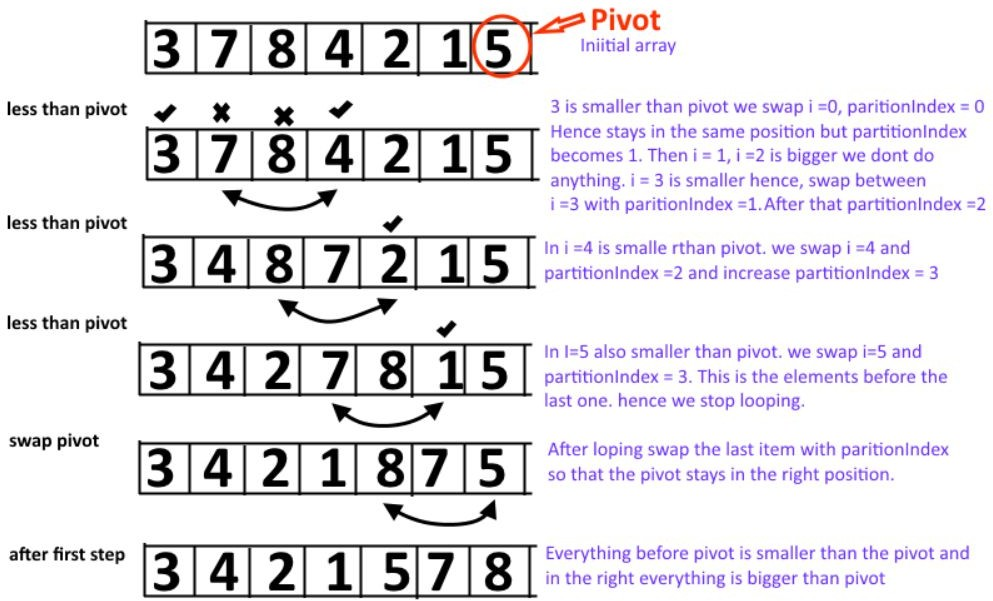 Pivot
3 7 8 4 2 1 5
Iniitial array
less than pivot
3 7 8 4 2 1 5
3 is smaller than pivot we swap i =0, paritionIndex = 0
Hence stays in the same position but partitionIndex
becomes 1. Then i = 1, i =2 is bigger we dont do
anything. i = 3 is smaller hence, swap between
i =3 with paritionIndex =1. After that partitionIndex =2
less than pivot
3 4 8 7 2 1 5
In i =4 is smalle rthan pivot. we swap i =4 and
partitionIndex =2 and increase partitionIndex = 3
less than pivot
3 4 2 7 8 1 5
In I=5 also smaller than pivot. we swap i=5 and
partitionIndex = 3. This is the elements before the
last one. hence we stop looping.
swap pivot
3 4 2 1 8 7 5
After loping swap the last item with paritionIndex
so that the pivot stays in the right position.
after first step
3 4 2 1 5 7 8
Everything before pivot is smaller than the pivot and
in the right everything is bigger than pivot